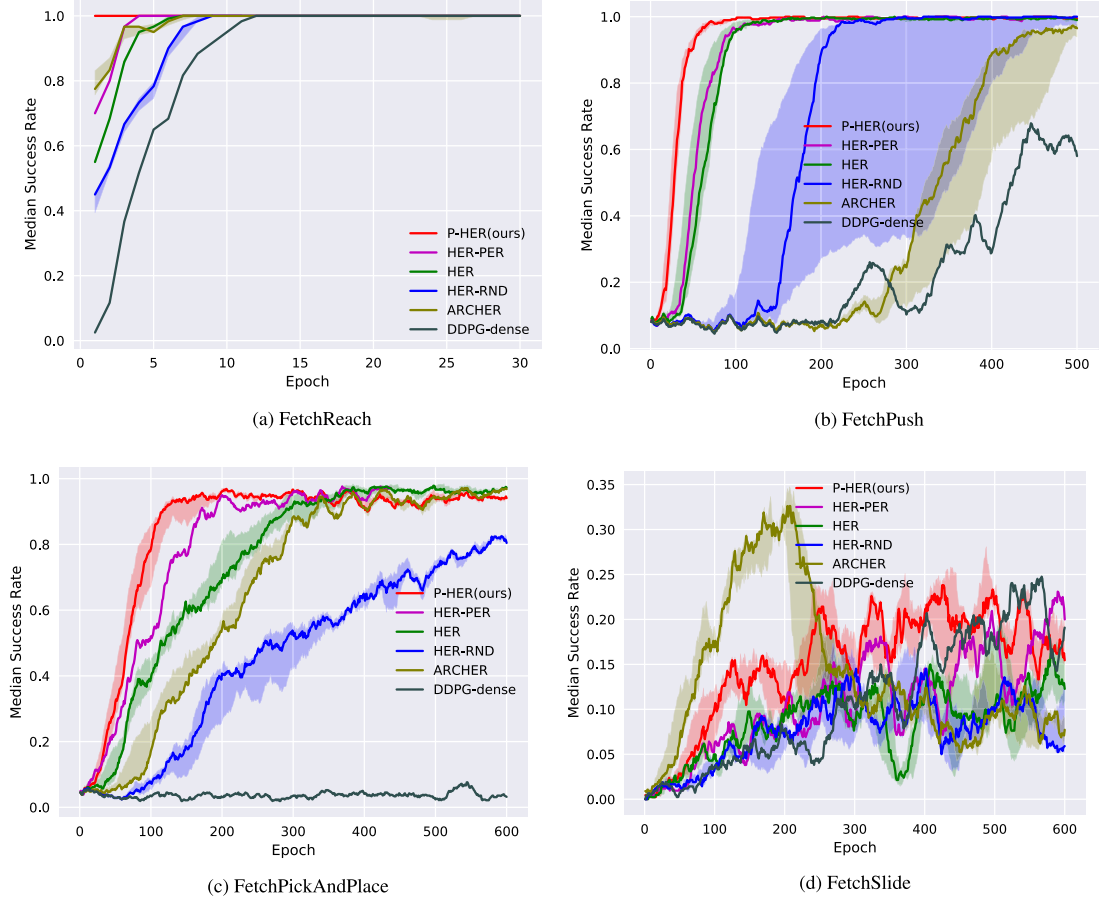 1.0
0.8
0.6
0.4
0.2
0.0
Median Success Rate
P-HER(ours)
HER-PER
HER
HER-RND
ARCHER
DDPG-dense
0 5 10 15 20 25 30
Epoch
(a) FetchReach
1.0
0.8
0.6
0.4
0.2
0.0
Median Success Rate
P-HER(ours)
HER-PER
HER
HER-RND
ARCHER
DDPG-dense
0 100 200 300 400 500
Epoch
(b) FetchPush
1.0
0.8
0.6
0.4
0.2
0.0
Median Success Rate
P-HER(ours)
HER-PER
HER
HER-RND
ARCHER
DDPG-dense
0 100 200 300 400 500 600
Epoch
(c) FetchPickAndPlace
0.35
0.30
0.25
0.20
0.15
0.10
0.05
0.00
Median Success Rate
P-HER(ours)
HER-PER
HER
HER-RND
ARCHER
DDPG-dense
0 100 200 300 400 500 600
Epoch
(d) FetchSlide